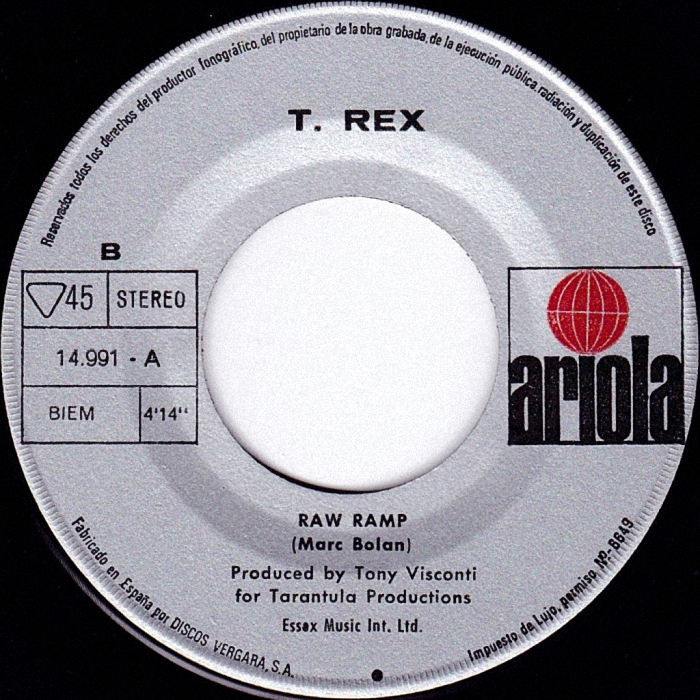 Reservados todos los derechos del productor fonográfico, del propietario de la obra grabada, de la ejecución pública, radiación y duplicación de este disco
T. REX
B
45 STEREO
14.991 - A
BIEM 4'14"
ariola
RAW RAMP
(Marc Bolan)
Produced by Tony Visconti
for Tarantula Productions
Essex Music Int. Ltd.
Fabricado en España por DISCOS VERGARA, S.A.
Impuesto de Lujo, permiso Nº- 8649